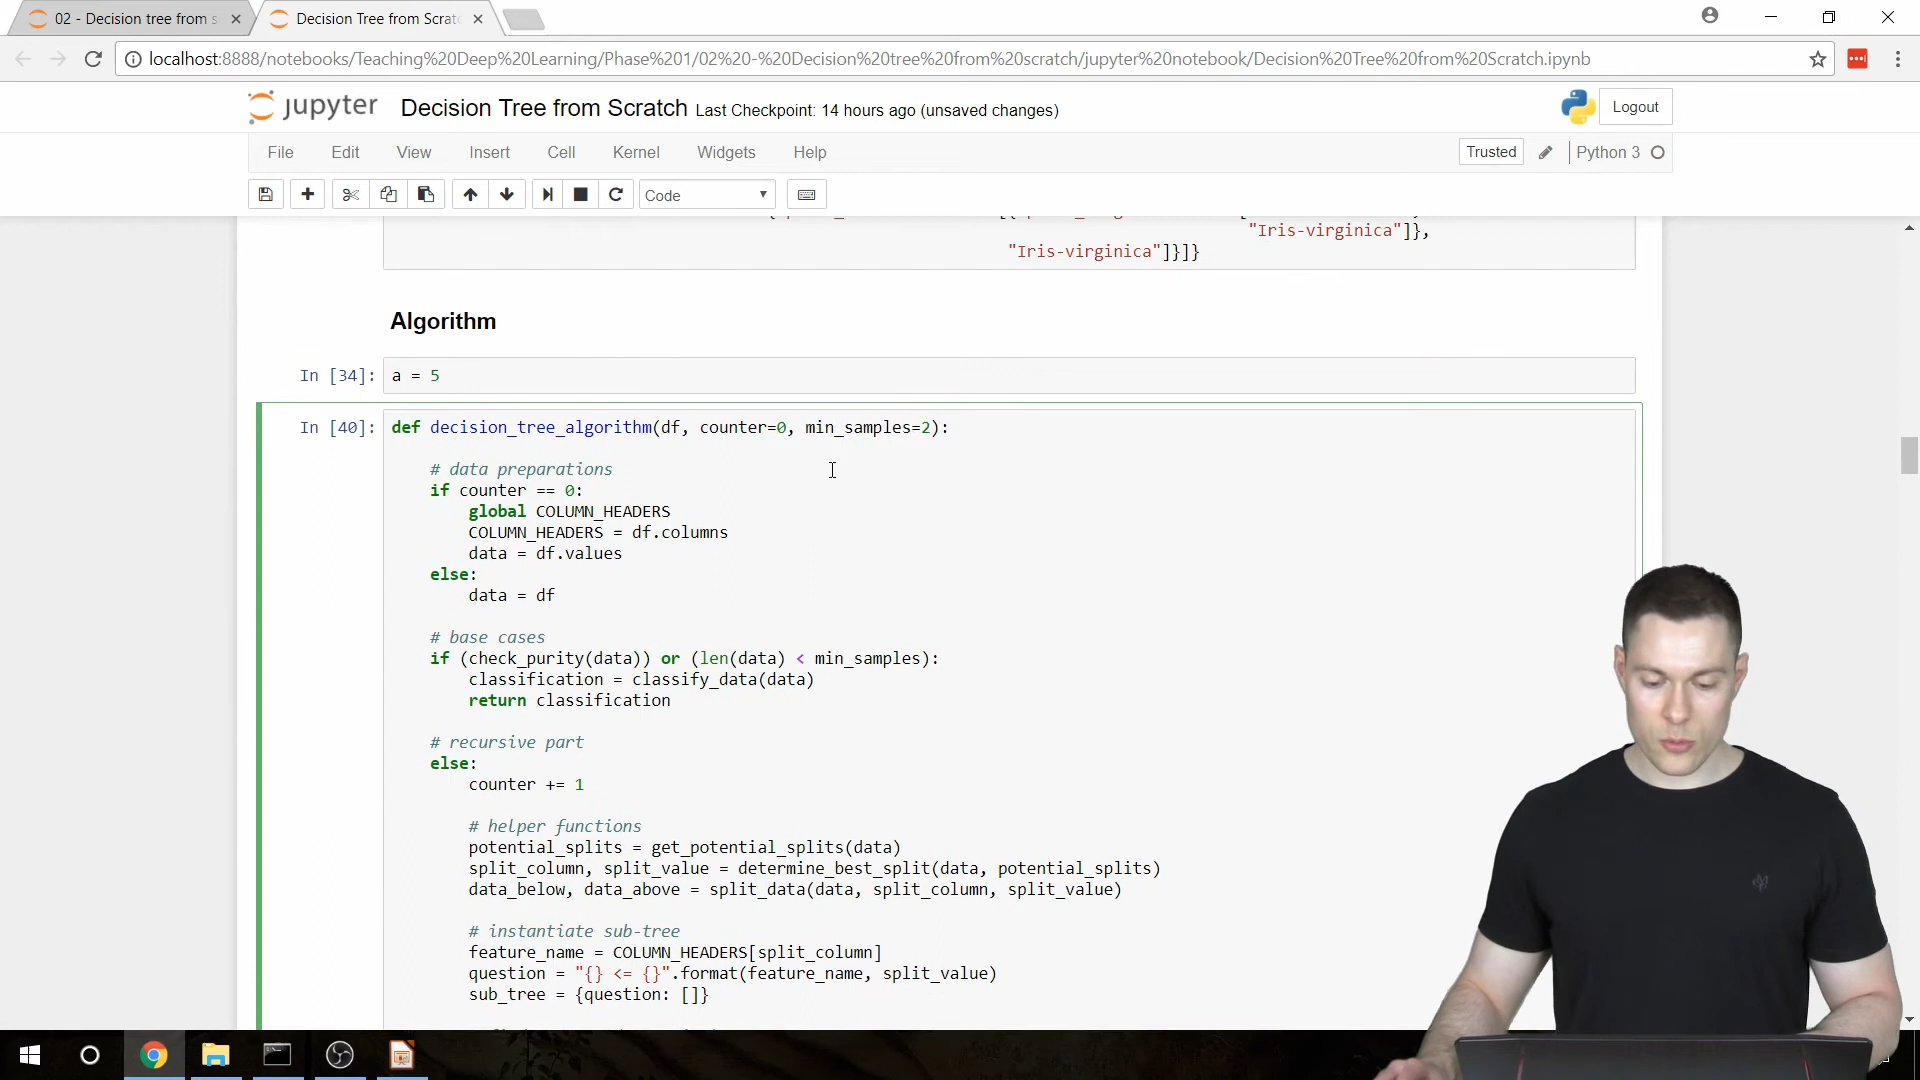 02 - Decision tree from s
Decision Tree from Scrat
localhost:8888/notebooks/Teaching%20Deep%20Learning/Phase%201/02%20-%20Decision%20tree%20from%20scratch/jupyter%20notebook/Decision%20Tree%20from%20Scratch.ipynb
jupyter Decision Tree from Scratch Last Checkpoint: 14 hours ago (unsaved changes)
Logout
File Edit View Insert Cell Kernel Widgets Help
Trusted
Python 3
Code
"Iris-virginica"]},
"Iris-virginica"]}]}
Algorithm
In [34]: a = 5
In [40]: def decision_tree_algorithm(df, counter=0, min_samples=2):
# data preparations
if counter == 0:
global COLUMN_HEADERS
COLUMN_HEADERS = df.columns
data = df.values
else:
data = df
# base cases
if (check_purity(data)) or (len(data) < min_samples):
classification = classify_data(data)
return classification
# recursive part
else:
counter += 1
# helper functions
potential_splits = get_potential_splits(data)
split_column, split_value = determine_best_split(data, potential_splits)
data_below, data_above = split_data(data, split_column, split_value)
# instantiate sub-tree
feature_name = COLUMN_HEADERS[split_column]
question = "{} <= {}".format(feature_name, split_value)
sub_tree = {question: []}